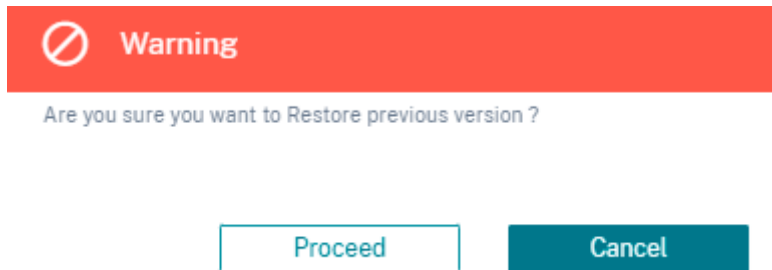 Warning
Are you sure you want to Restore previous version ?
Proceed
Cancel